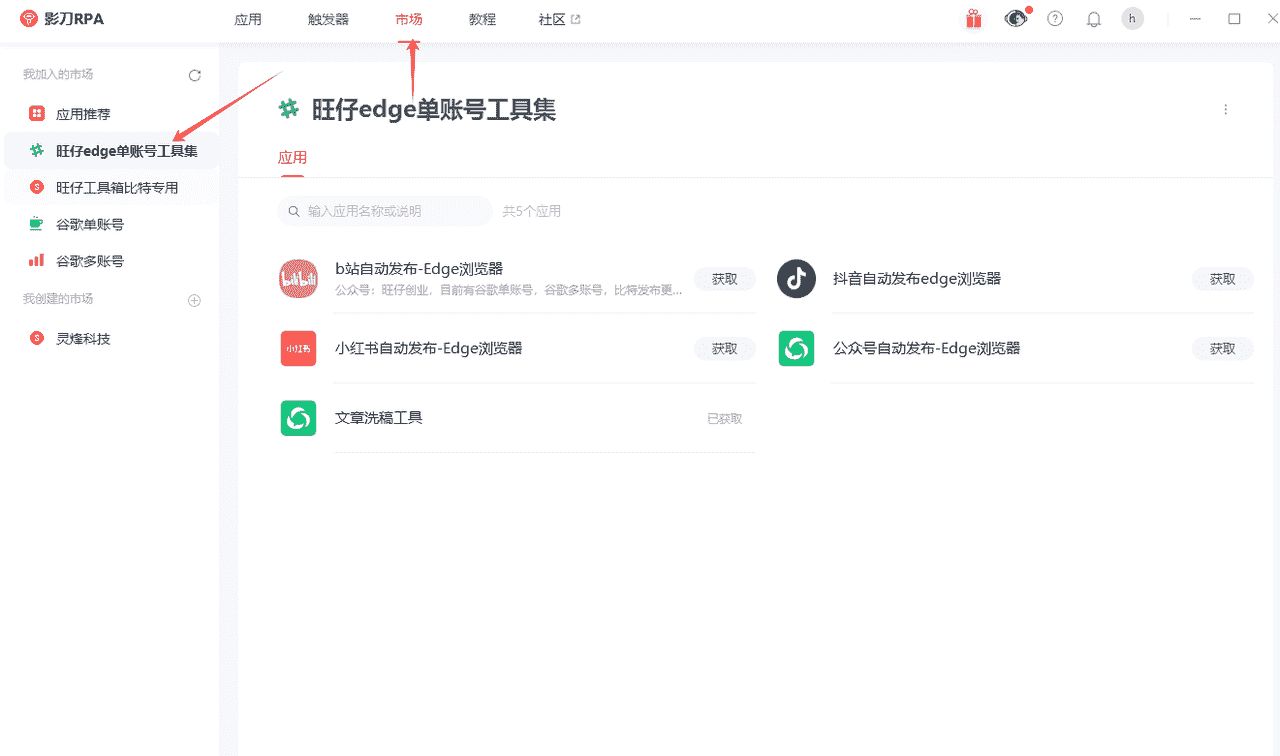 影刀RPA
应用
触发器
市场
教程
社区
h
我加入的市场
应用推荐
旺仔edge单账号工具集
旺仔工具箱比特专用
谷歌单账号
谷歌多账号
我创建的市场
灵烽科技
旺仔edge单账号工具集
应用
输入应用名称或说明
共5个应用
b站自动发布-Edge浏览器
公众号：旺仔创业，目前有谷歌单账号，谷歌多账号，比特发布更...
获取
抖音自动发布edge浏览器
获取
小红书
小红书自动发布-Edge浏览器
获取
公众号自动发布-Edge浏览器
获取
文章洗稿工具
已获取